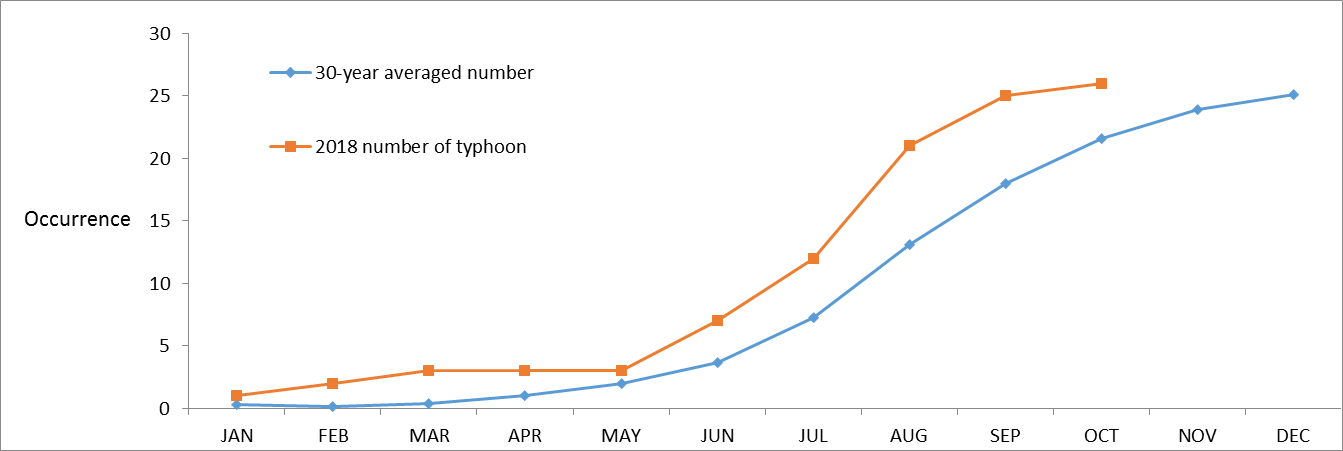 30
30-year averaged number
25
2018 number of typhoon
20
Occurrence
15
10
5
0
JAN FEB MAR APR MAY JUN JUL AUG SEP OCT NOV DEC